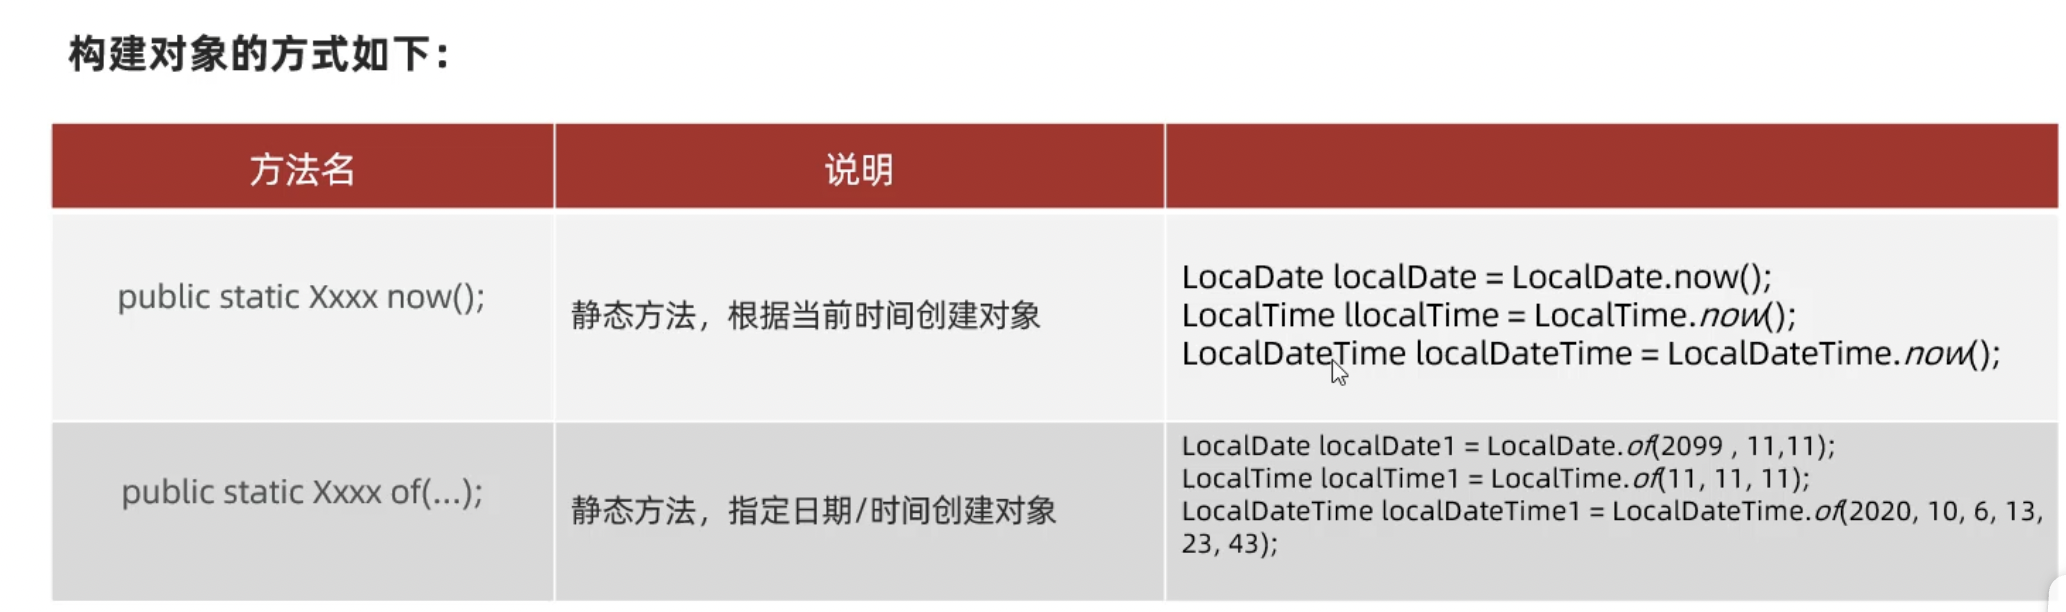 构建对象的方式如下：
方法名
说明
public static Xxxx now();
静态方法，根据当前时间创建对象
LocaDate localDate = LocalDate.now();
LocalTime llocalTime = LocalTime.now();
LocalDateTime localDateTime = LocalDateTime.now();
public static Xxxx of(...);
静态方法，指定日期/时间创建对象
LocalDate localDate1 = LocalDate.of(2099 , 11,11);
LocalTime localTime1 = LocalTime.of(11, 11, 11);
LocalDateTime localDateTime1 = LocalDateTime.of(2020, 10, 6, 13,
23, 43);